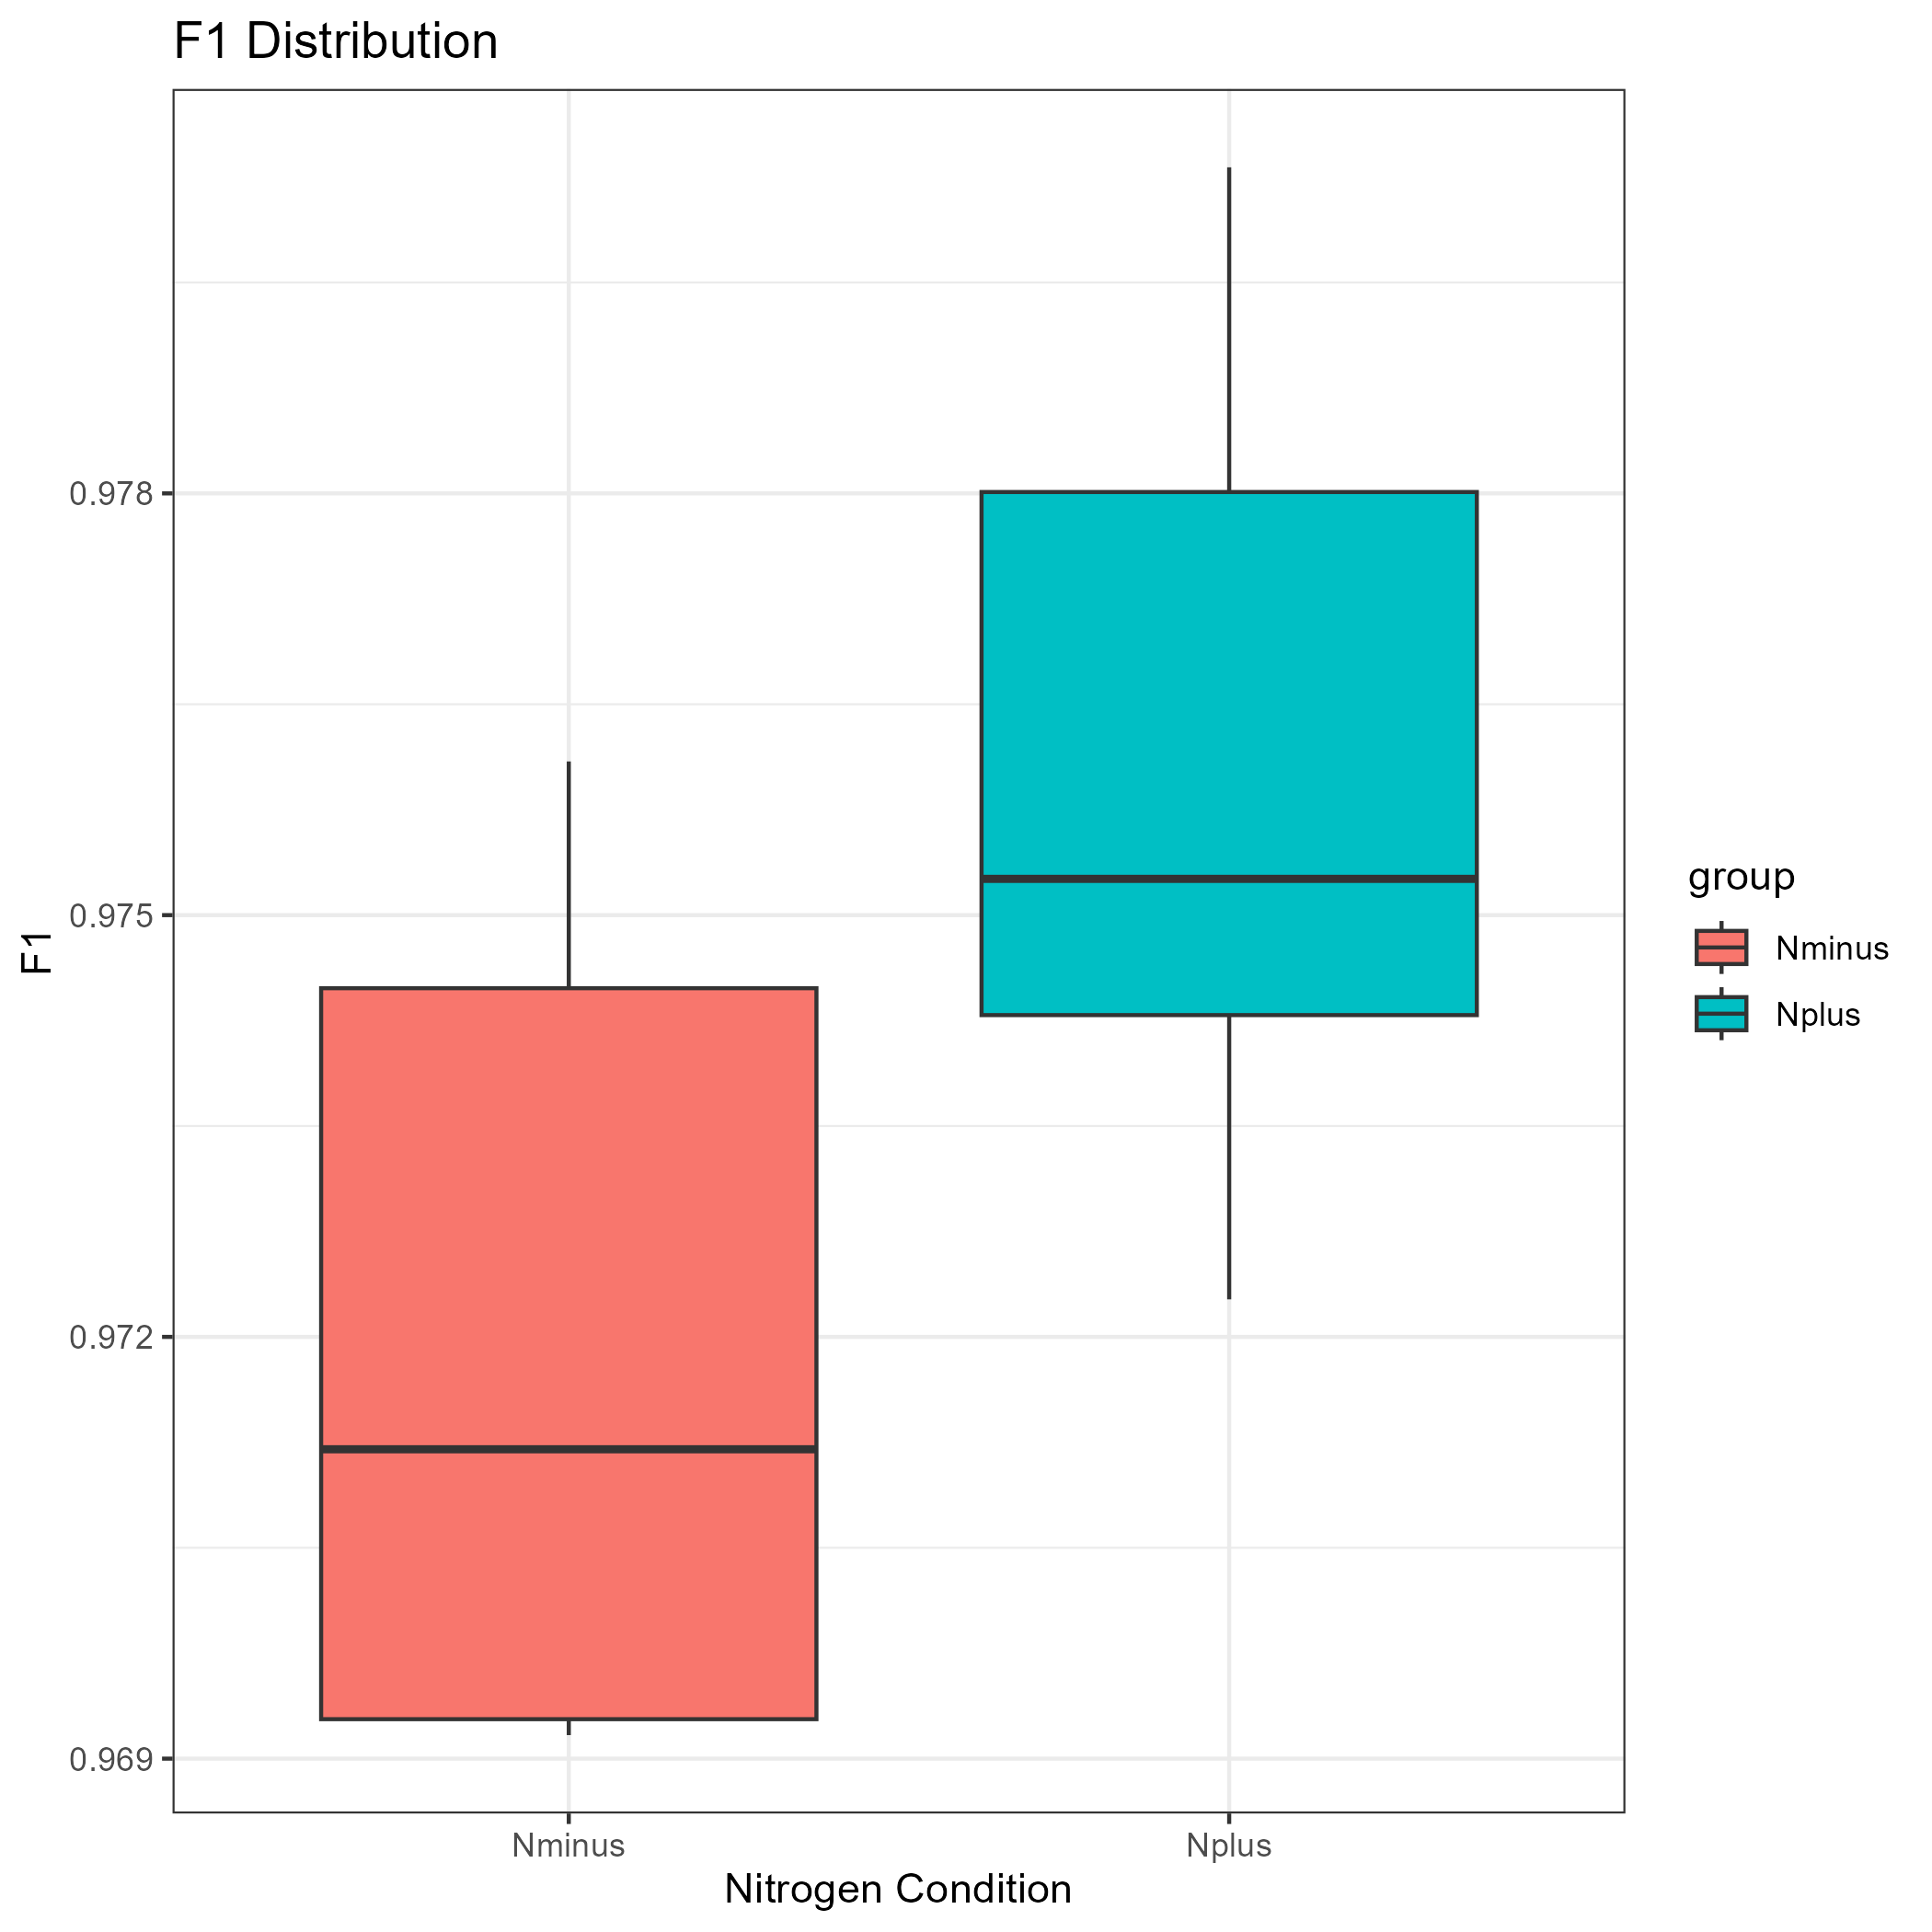 F1 Distribution
F1
0.978
0.975
0.972
0.969
Nminus
Nplus
Nitrogen Condition
group
Nminus
Nplus